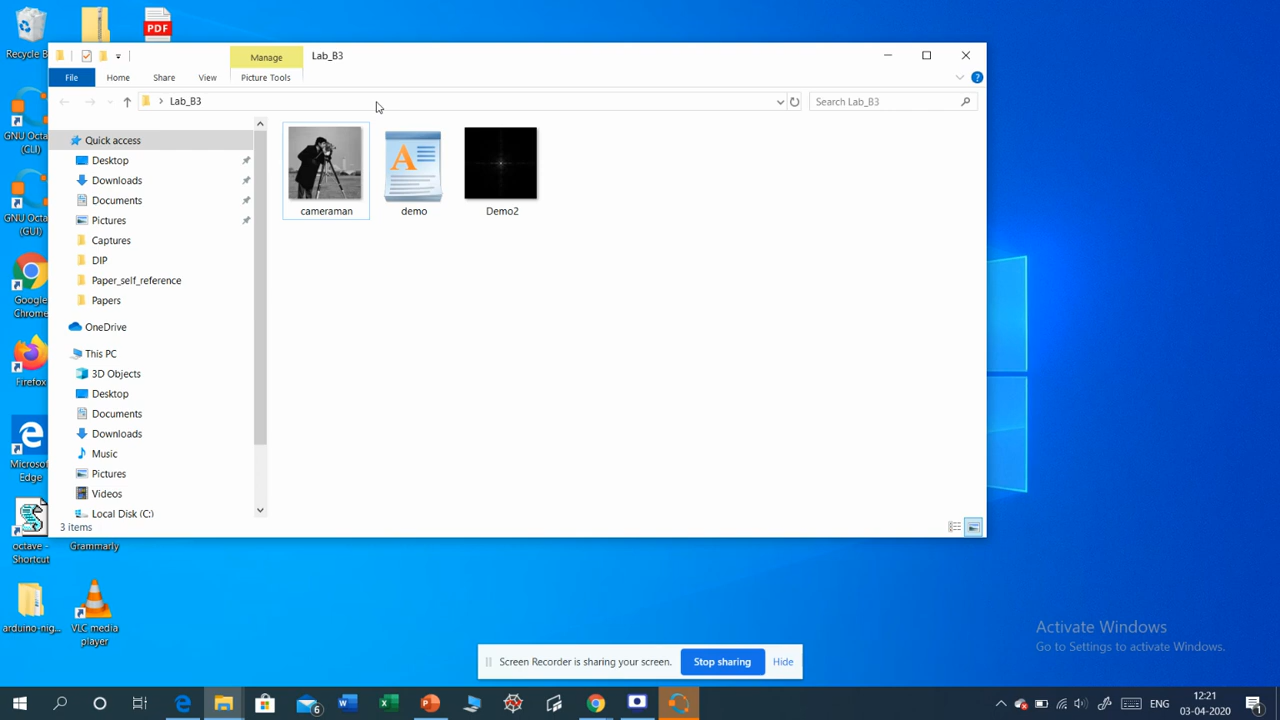 Recycle B
PDF
Manage
Lab_B3
File
Home
Share
View
Picture Tools
Lab_B3
Search Lab_B3
GNU Octa
(CLI)
GNU Octa
(GUI)
Google
Chrome
Firefox
Microsof
Edge
octave -
Shortcut
Grammarly
arduino-nig...
VLC media
player
Quick access
Desktop
Downloads
Documents
Pictures
Captures
DIP
Paper_self_reference
Papers
OneDrive
This PC
3D Objects
Desktop
Documents
Downloads
Music
Pictures
Videos
Local Disk (C:)
3 items
cameraman
demo
Demo2
A
Activate Windows
Go to Settings to activate Windows.
Screen Recorder is sharing your screen.
Stop sharing
Hide
6
ENG
12:21
03-04-2020
1